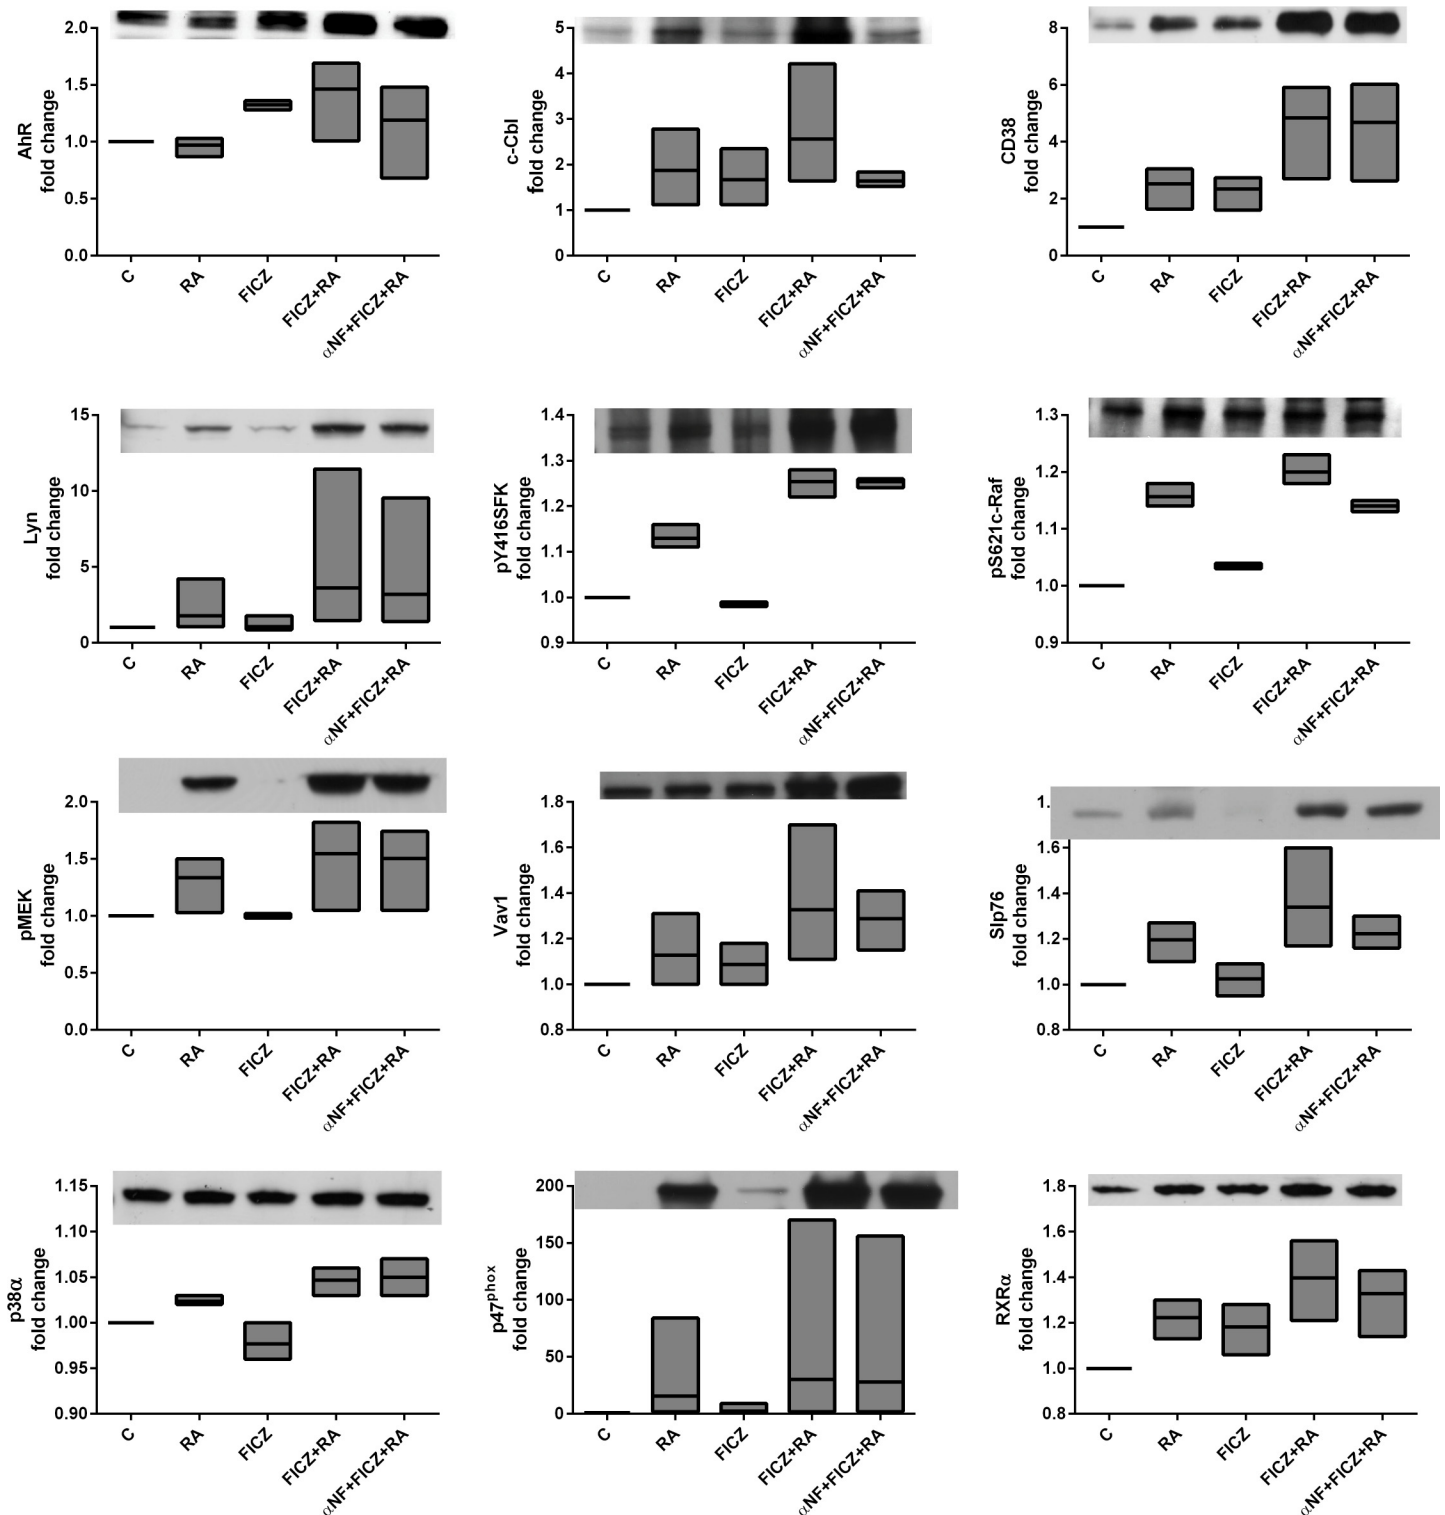 AhR
fold change
2.0
1.5
1.0
0.5
0.0
C
RA
FICZ
FICZ+RA
αNF+FICZ+RA
c-Cbl
fold change
5
4
3
2
1
0
C
RA
FICZ
FICZ+RA
αNF+FICZ+RA
CD38
fold change
8
6
4
2
0
C
RA
FICZ
FICZ+RA
αNF+FICZ+RA
Lyn
fold change
15
10
5
0
C
RA
FICZ
FICZ+RA
αNF+FICZ+RA
pY416SFK
fold change
1.4
1.3
1.2
1.1
1.0
0.9
C
RA
FICZ
FICZ+RA
αNF+FICZ+RA
pS621c-Raf
fold change
1.3
1.2
1.1
1.0
0.9
C
RA
FICZ
FICZ+RA
αNF+FICZ+RA
pMEK
fold change
2.0
1.5
1.0
0.5
0.0
C
RA
FICZ
FICZ+RA
αNF+FICZ+RA
Vav1
fold change
1.8
1.6
1.4
1.2
1.0
0.8
C
RA
FICZ
FICZ+RA
αNF+FICZ+RA
Slp76
fold change
1.
1.6
1.4
1.2
1.0
0.8
C
RA
FICZ
FICZ+RA
αNF+FICZ+RA
p38α
fold change
1.15
1.10
1.05
1.00
0.95
0.90
C
RA
FICZ
FICZ+RA
αNF+FICZ+RA
p47phox
fold change
200
150
100
50
0
C
RA
FICZ
FICZ+RA
αNF+FICZ+RA
RXRα
fold change
1.8
1.6
1.4
1.2
1.0
0.8
C
RA
FICZ
FICZ+RA
αNF+FICZ+RA